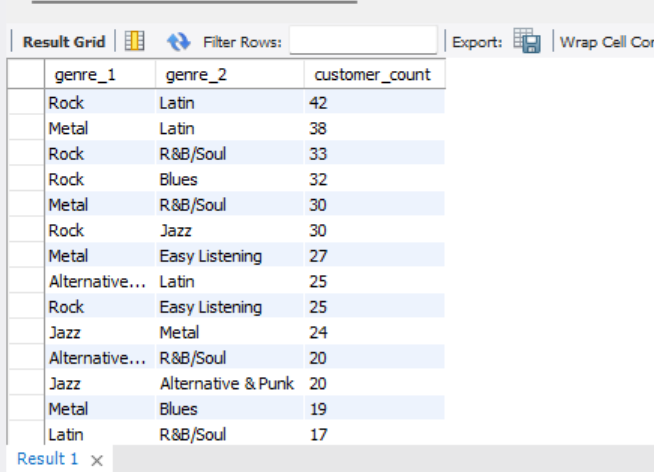 Result Grid Filter Rows: Export: Wrap Cell Cor
genre_1 genre_2 customer_count
Rock Latin 42
Metal Latin 38
Rock R&B/Soul 33
Rock Blues 32
Metal R&B/Soul 30
Rock Jazz 30
Metal Easy Listening 27
Alternative... Latin 25
Rock Easy Listening 25
Jazz Metal 24
Alternative... R&B/Soul 20
Jazz Alternative & Punk 20
Metal Blues 19
Latin R&B/Soul 17
Result 1